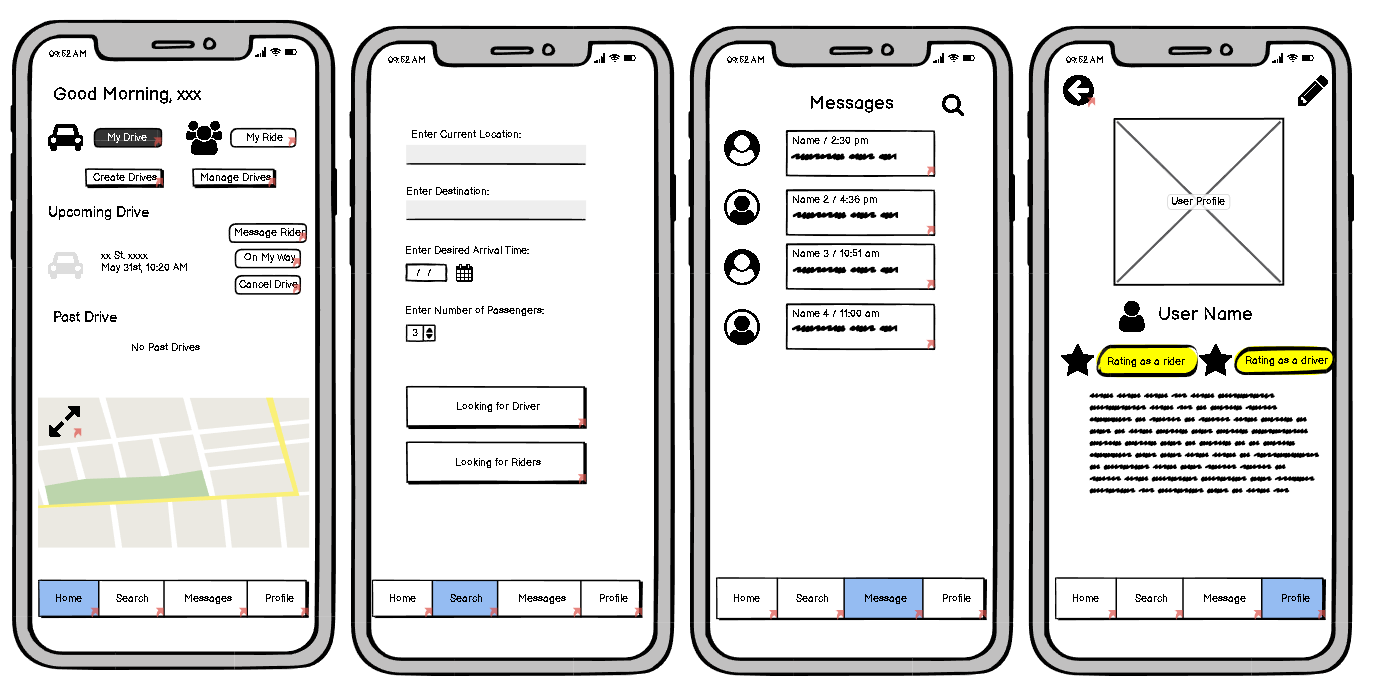 09:52 AM
Good Morning, xxx
My Drive
My Ride
Create Drives
Manage Drives
Upcoming Drive
Message Rider
xx St. xxxx
May 31st, 10:20 AM
On My Way
Cancel Drive
Past Drive
No Past Drives
Home
Search
Messages
Profile
09:52 AM
Enter Current Location:
Enter Destination:
Enter Desired Arrival Time:
/ /
Enter Number of Passengers:
3
Looking for Driver
Looking for Riders
Home
Search
Messages
Profile
09:52 AM
Messages
Name / 2:30 pm
Name 2 / 4:36 pm
Name 3 / 10:51 am
Name 4 / 11:00 am
Home
Search
Message
Profile
09:52 AM
User Profile
User Name
Rating as a rider
Rating as a driver
Home
Search
Message
Profile